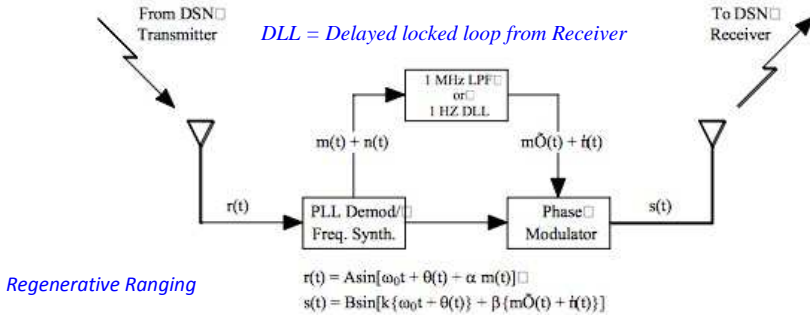 From DSN□
Transmitter
DLL = Delayed locked loop from Receiver
To DSN□
Receiver
1 MHz LPF□
or□
1 HZ DLL
m(t) + n(t)
mÕ(t) + ṅ(t)
r(t)
PLL Demod/□
Freq. Synth.
Phase□
Modulator
s(t)
Regenerative Ranging
r(t) = Asin[ω₀t + θ(t) + α m(t)]□
s(t) = Bsin[k{ω₀t + θ(t)} + β{mÕ(t) + ṅ(t)}]